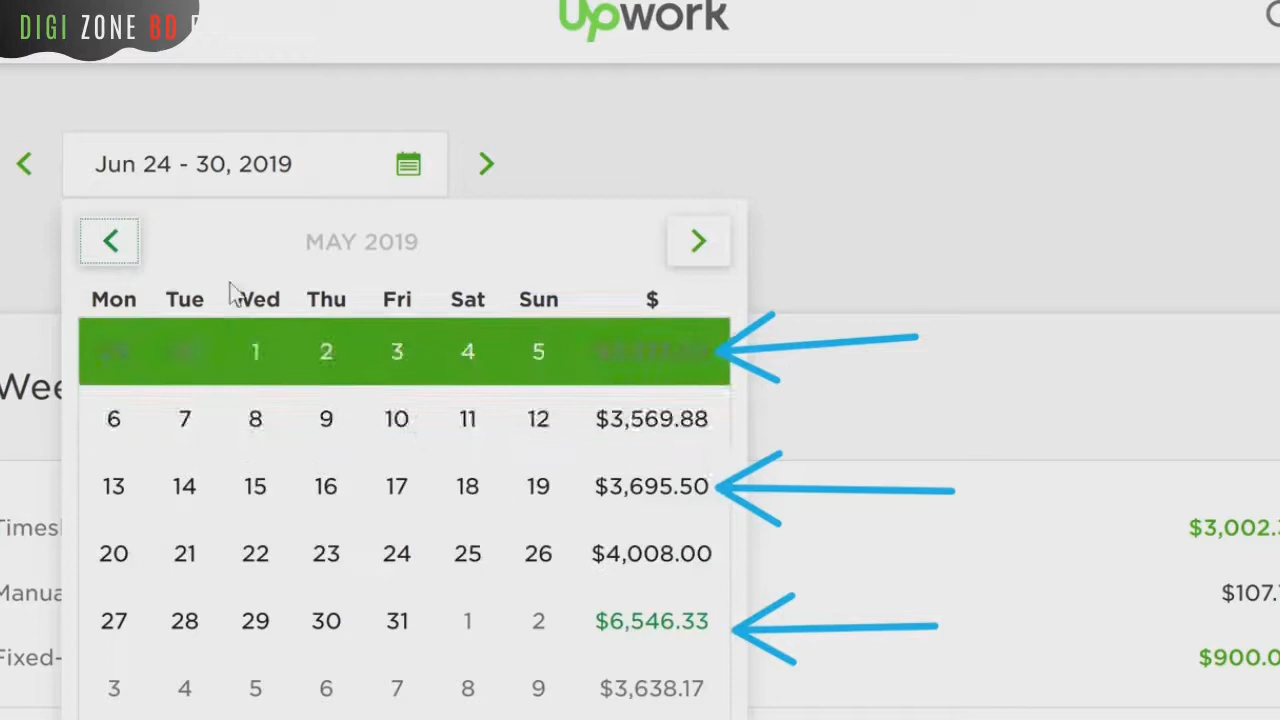 DIGI ZONE BD
Upwork
Jun 24 - 30, 2019
MAY 2019
Mon Tue Wed Thu Fri Sat Sun $
1 2 3 4 5
6 7 8 9 10 11 12 $3,569.88
13 14 15 16 17 18 19 $3,695.50
20 21 22 23 24 25 26 $4,008.00
27 28 29 30 31 1 2 $6,546.33
3 4 5 6 7 8 9 $3,638.17
Wee
Times
$3,002.
Manua
$107.
Fixed-
$900.0